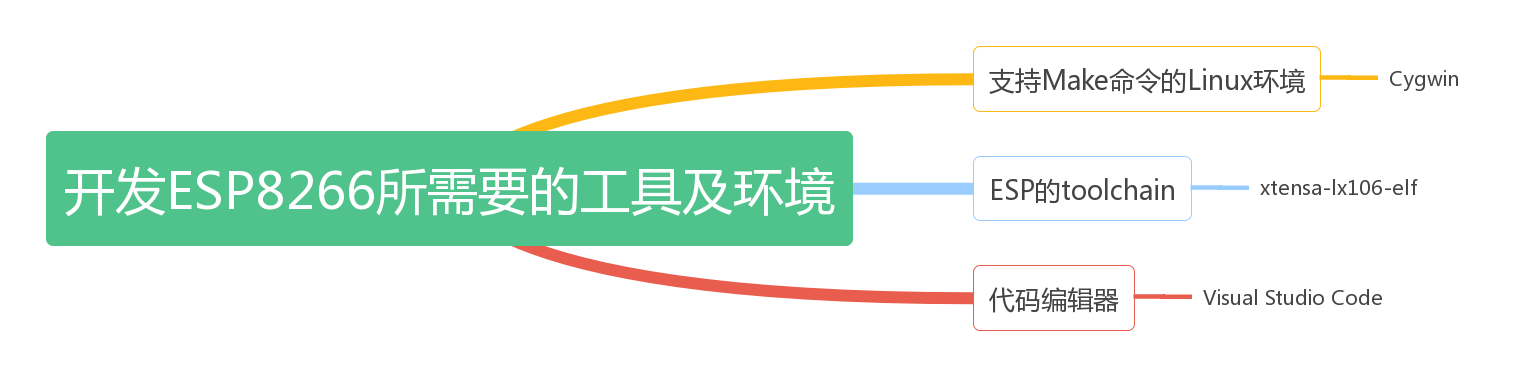 开发ESP8266所需要的工具及环境
支持Make命令的Linux环境
Cygwin
ESP的toolchain
xtensa-lx106-elf
代码编辑器
Visual Studio Code